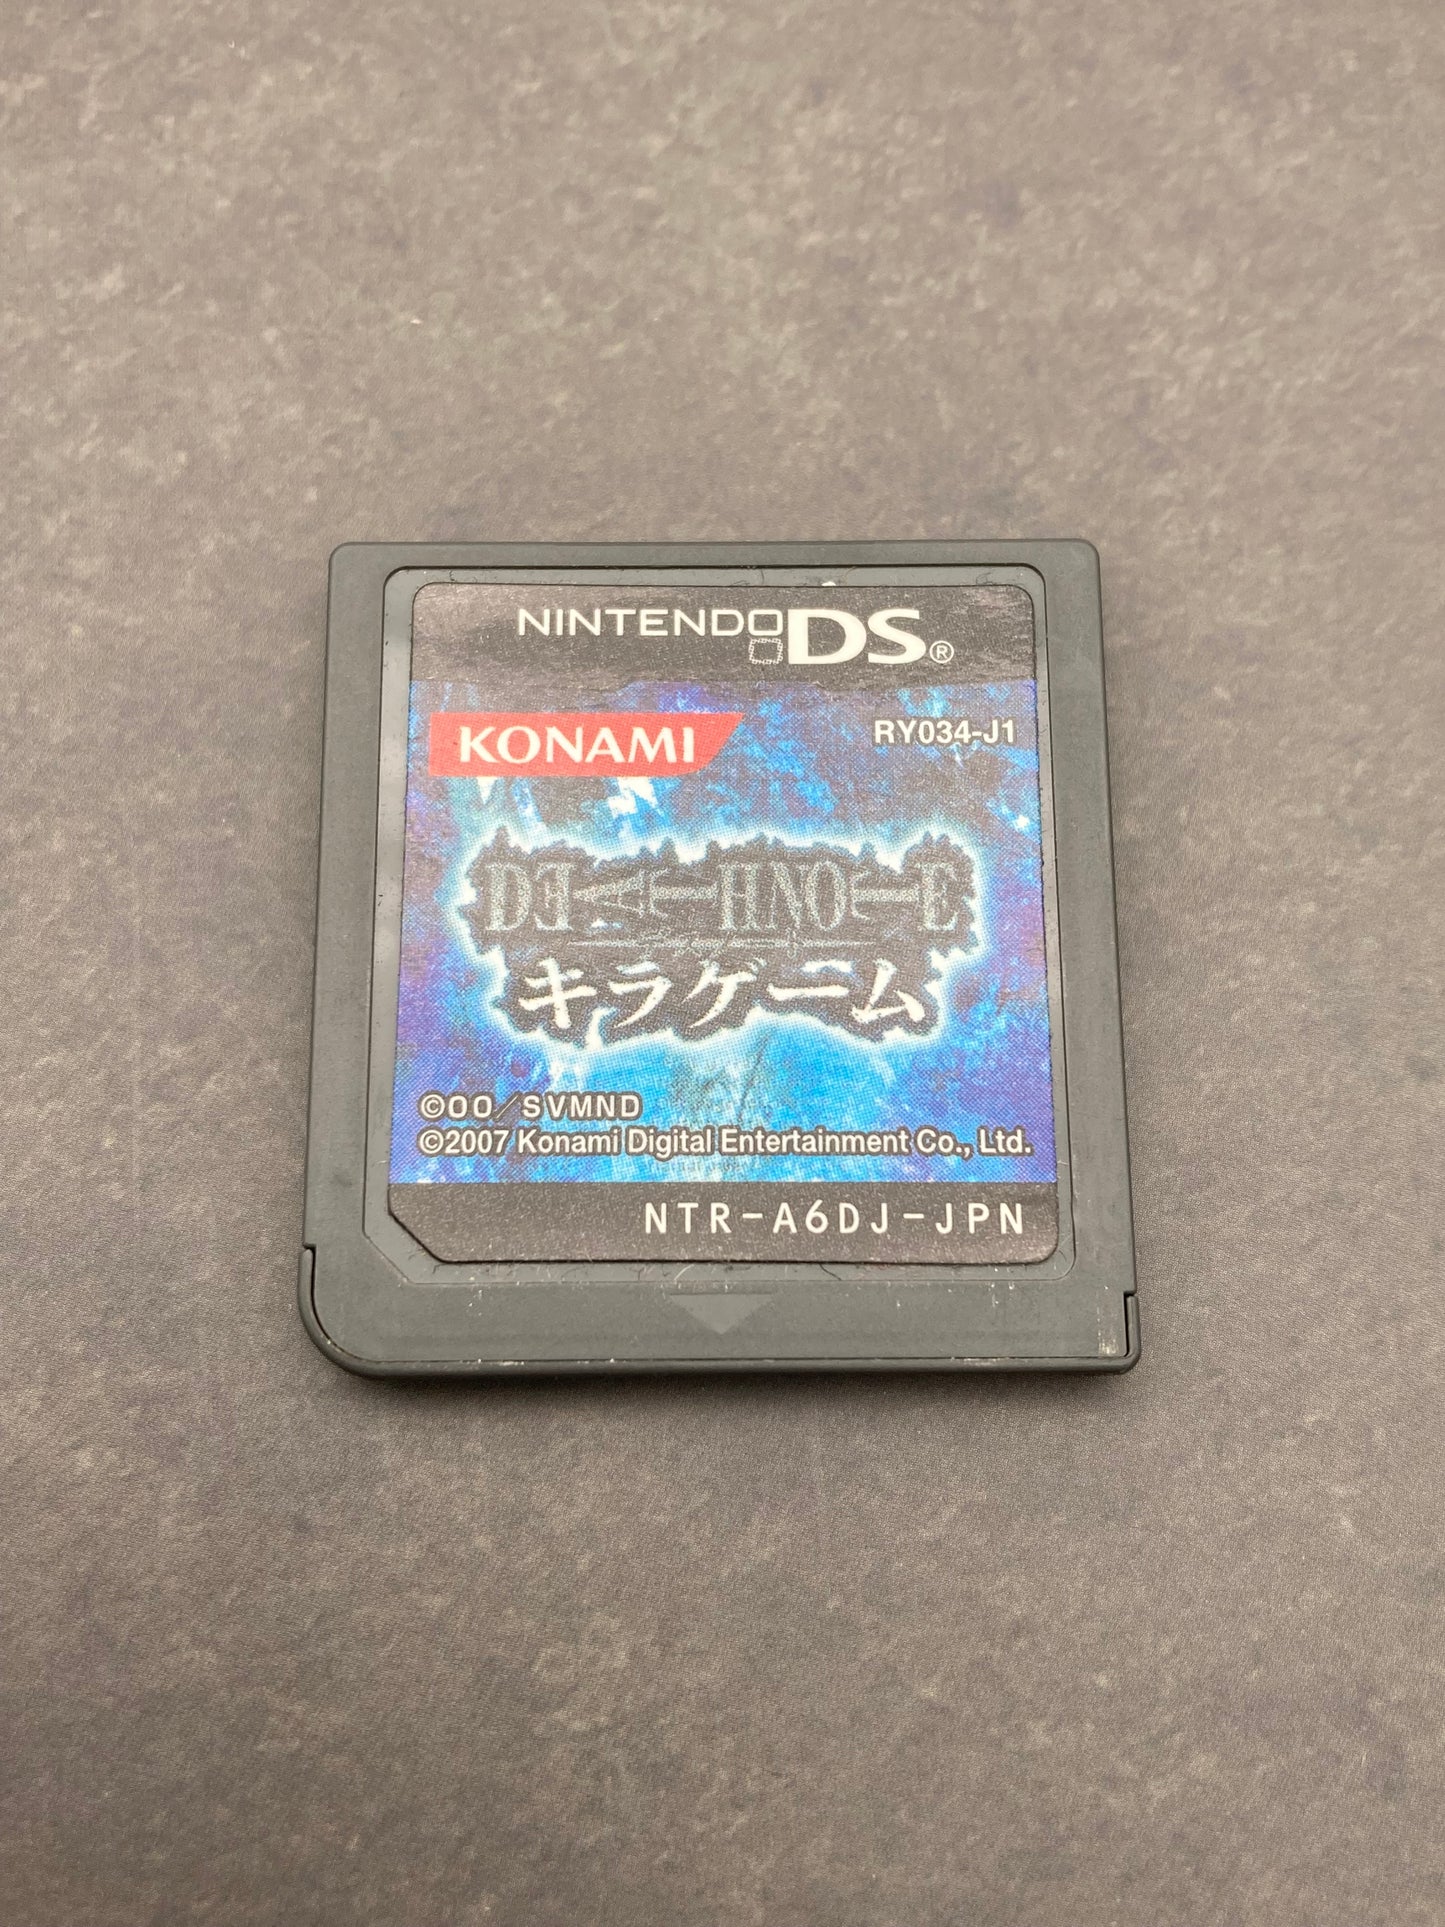 NINTENDO DS®
KONAMI
RY034-J1
DEATH NOTE
キラゲーム
©OO/SVMND
©2007 Konami Digital Entertainment Co., Ltd.
NTR-A6DJ-JPN